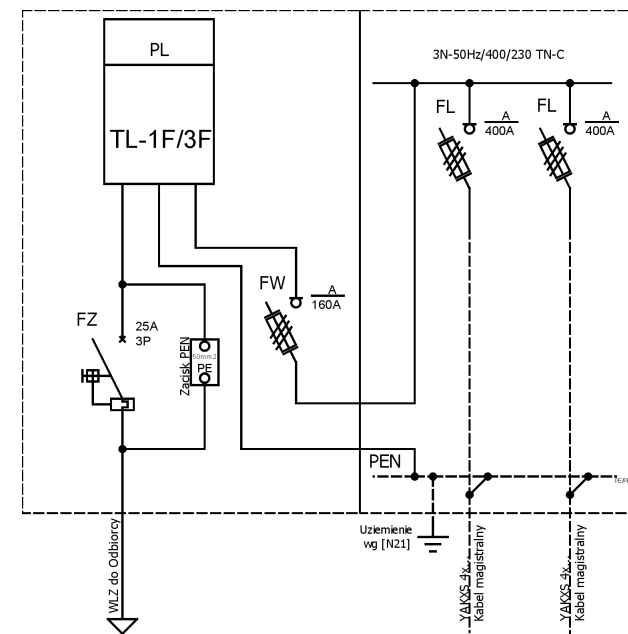 PL
TL-1F/3F
3N-50Hz/400/230 TN-C
FL
A
400A
FL
A
400A
FW
A
160A
FZ
25A
3P
Zacisk PEN
50mm2
PE
PEN
Uziemienie
wg [N21]
WLZ do Odbiorcy
YAKXS 4x...
Kabel magistralny
YAKXS 4x...
Kabel magistralny